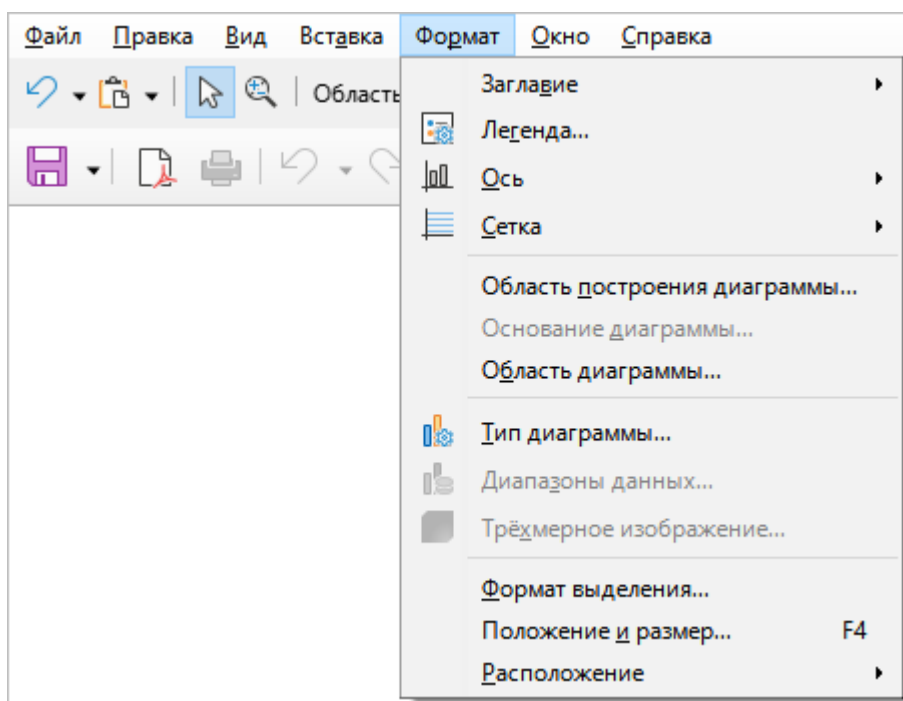 Файл Правка Вид Вставка Формат Окно Справка
Область
Заглавие
Легенда...
Ось
Сетка
Область построения диаграммы...
Основание диаграммы...
Область диаграммы...
Тип диаграммы...
Диапазоны данных...
Трёхмерное изображение...
Формат выделения...
Положение и размер... F4
Расположение